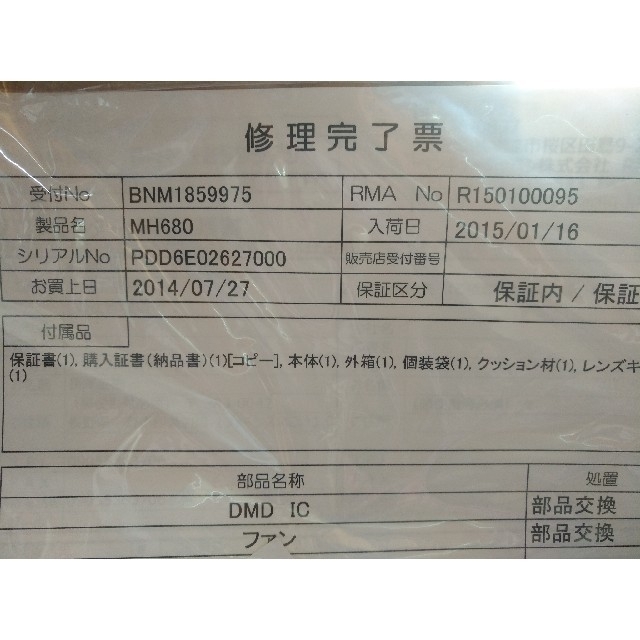 修理完了票
株式会社
受付No BNM1859975 RMA No R150100095
製品名 MH680 入荷日 2015/01/16
シリアルNo PDD6E02627000 販売店受付番号
お買上日 2014/07/27 保証区分 保証内 / 保証
付属品
保証書(1), 購入証書(納品書)(1)[コピー], 本体(1), 外箱(1), 個装袋(1), クッション材(1), レンズキ
(1)
部品名称 処置
DMD IC 部品交換
ファン 部品交換